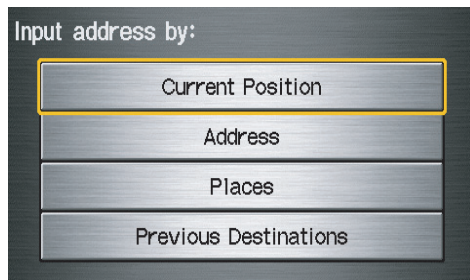 Input address by:
Current Position
Address
Places
Previous Destinations